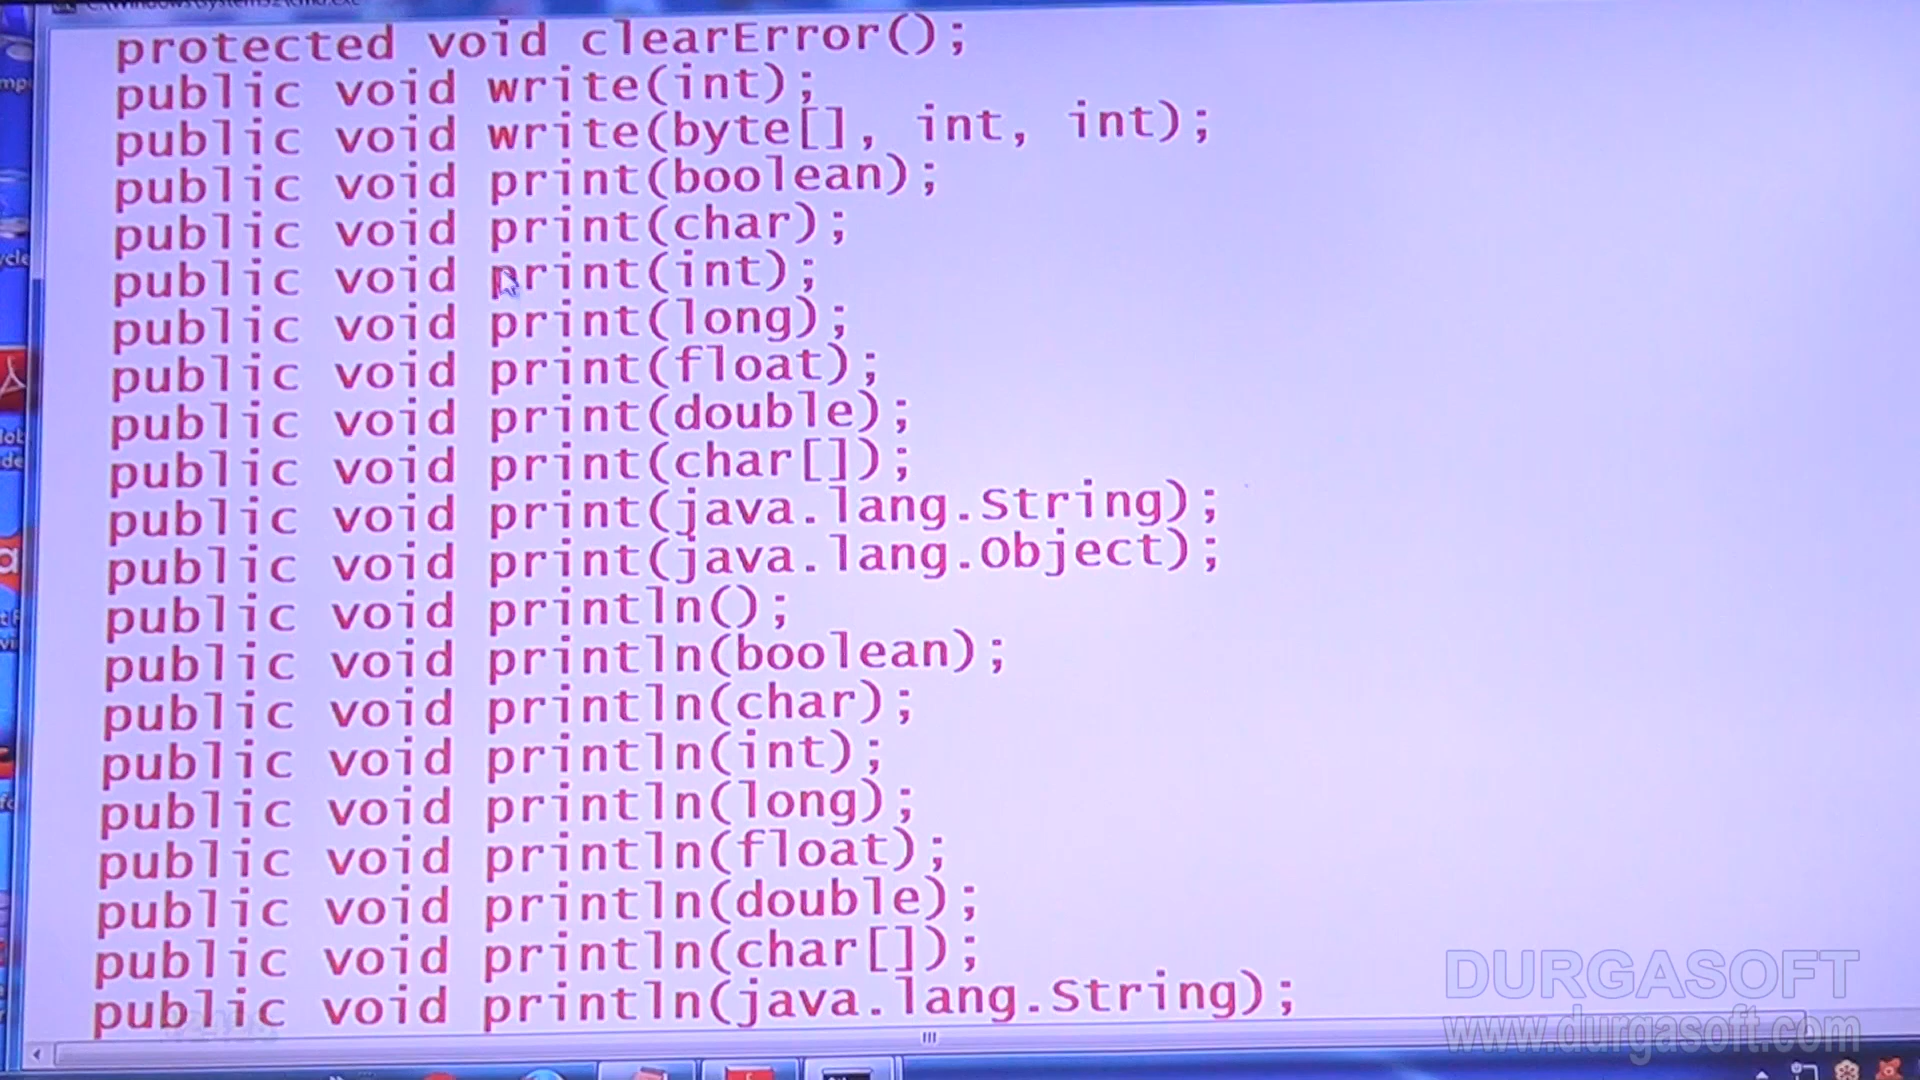 protected void clearError();
public void write(int);
public void write(byte[], int, int);
public void print(boolean);
public void print(char);
public void print(int);
public void print(long);
public void print(float);
public void print(double);
public void print(char[]);
public void print(java.lang.String);
public void print(java.lang.Object);
public void println();
public void println(boolean);
public void println(char);
public void println(int);
public void println(long);
public void println(float);
public void println(double);
public void println(char[]);
public void println(java.lang.String);
DURGASOFT
www.durgasoft.com